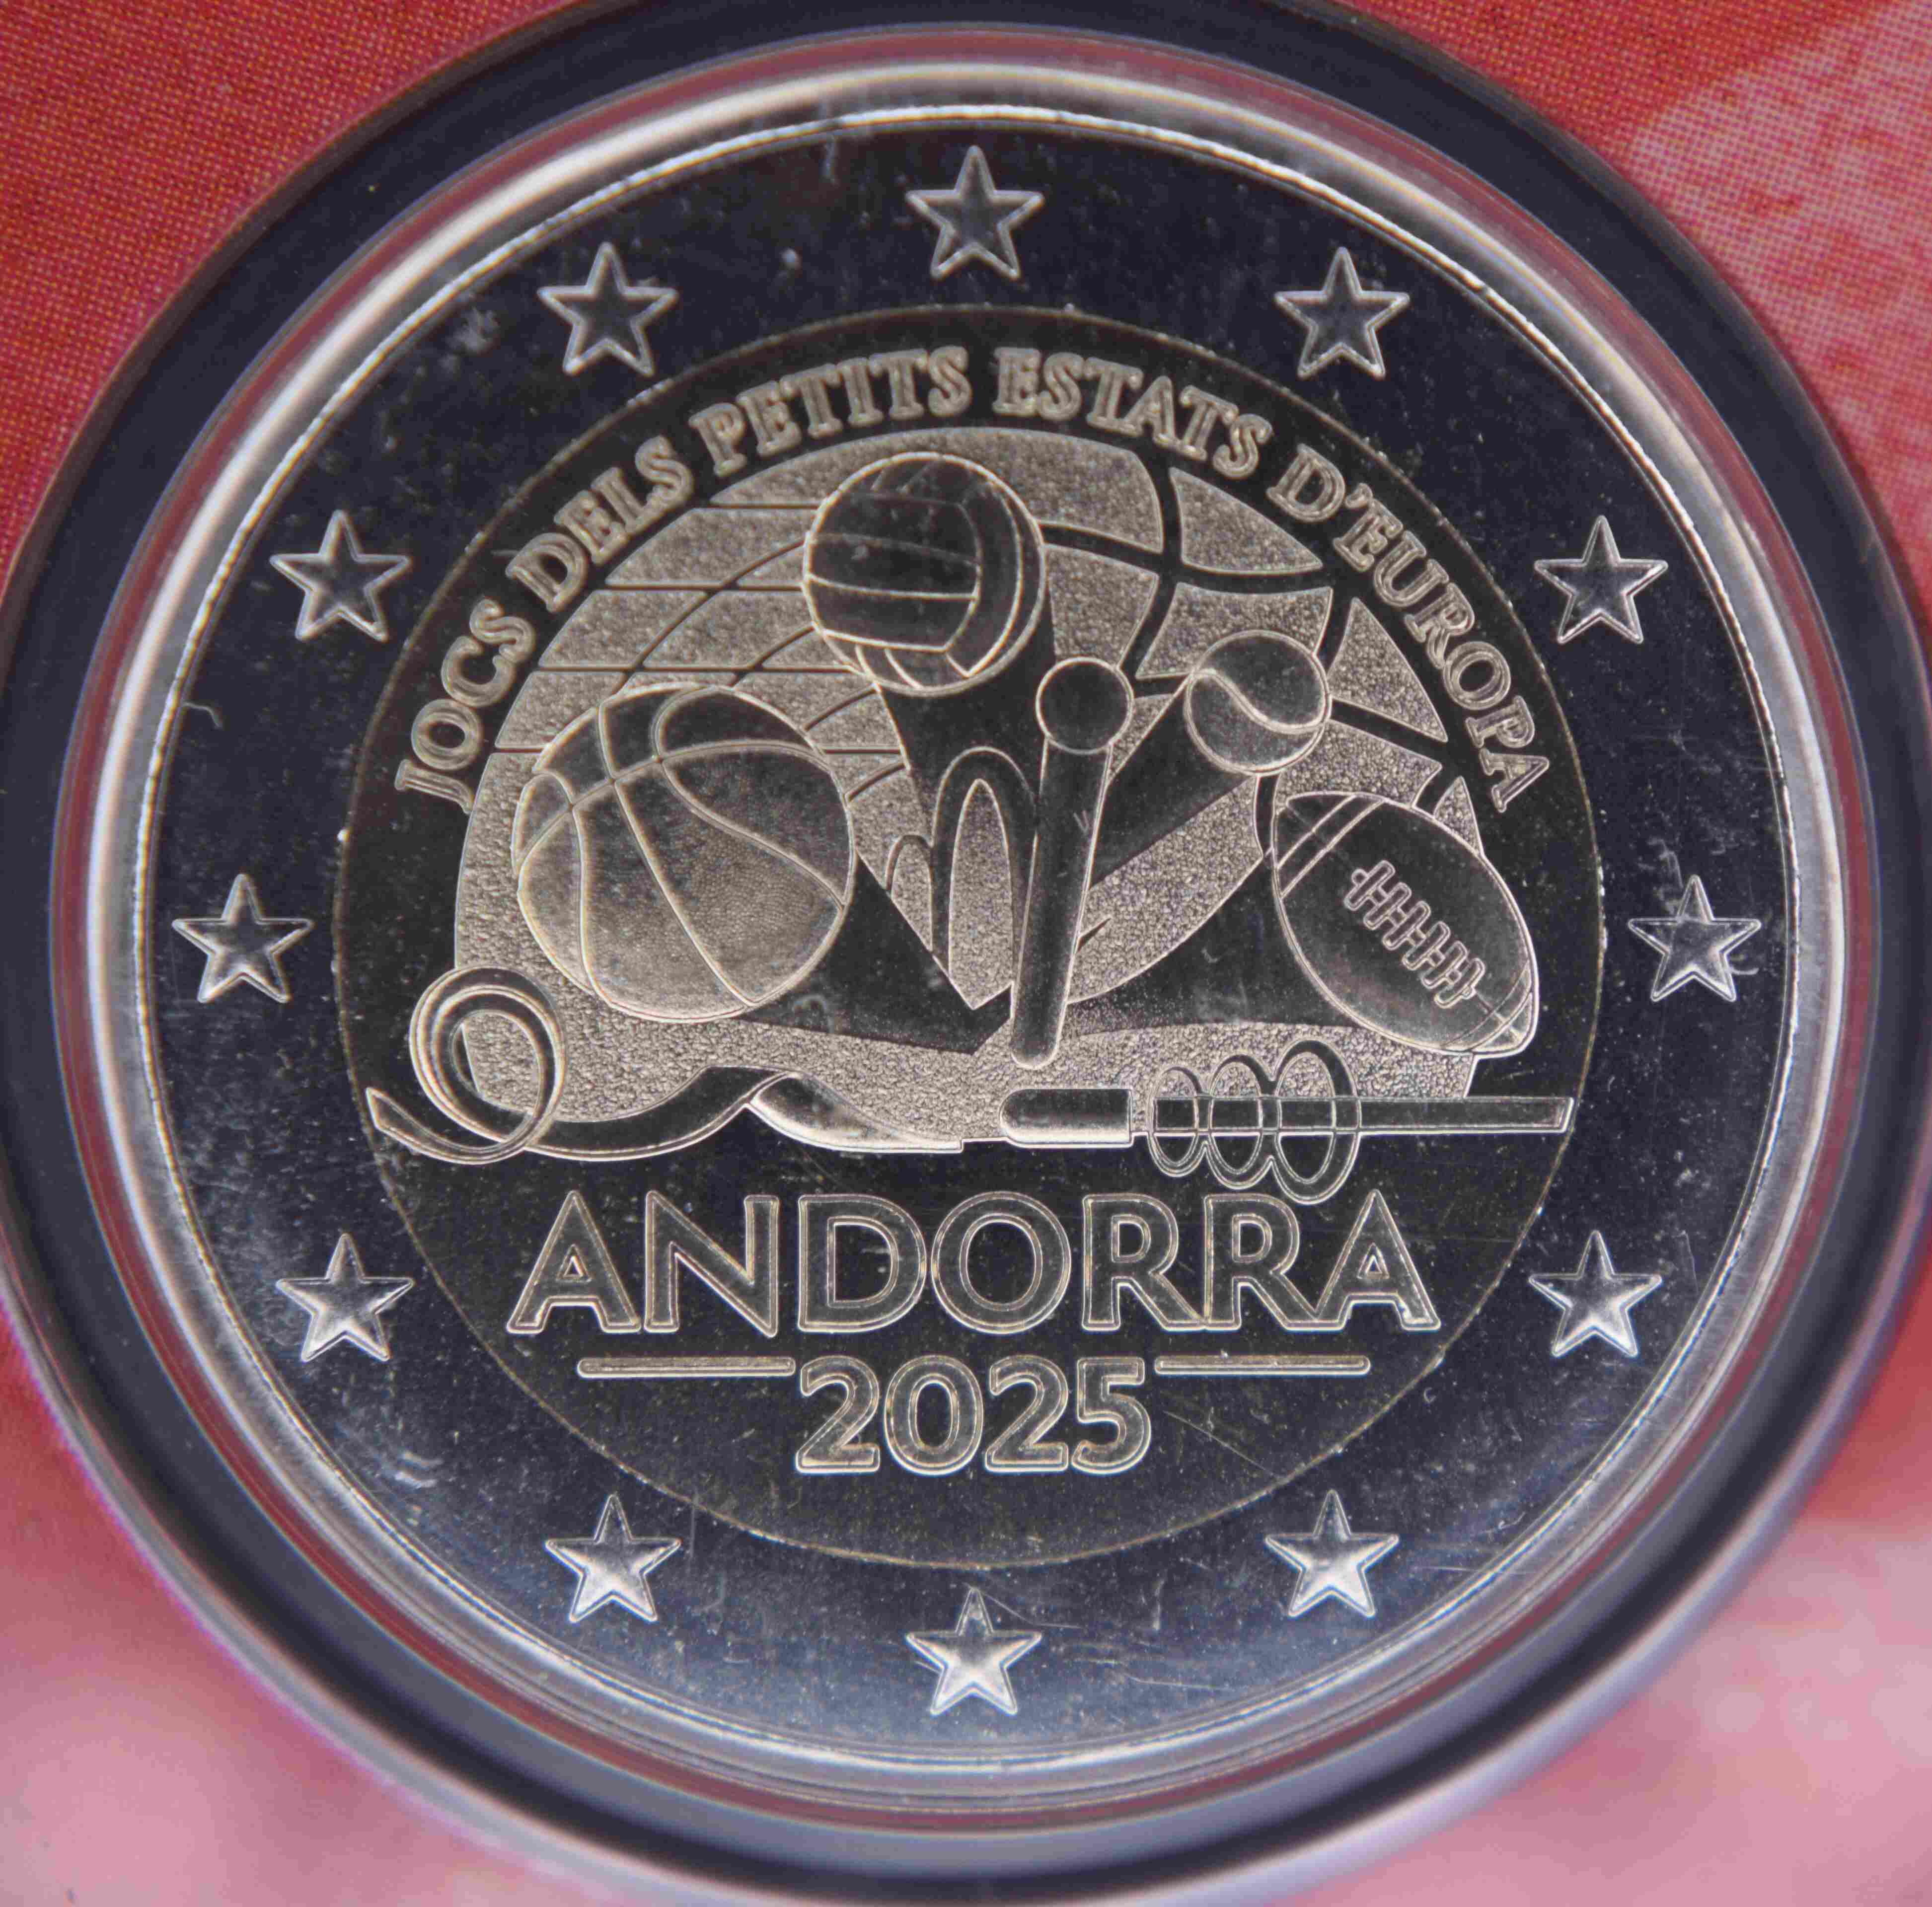 JOCS DELS PETITS ESTATS D'EUROPA
ANDORRA
2025